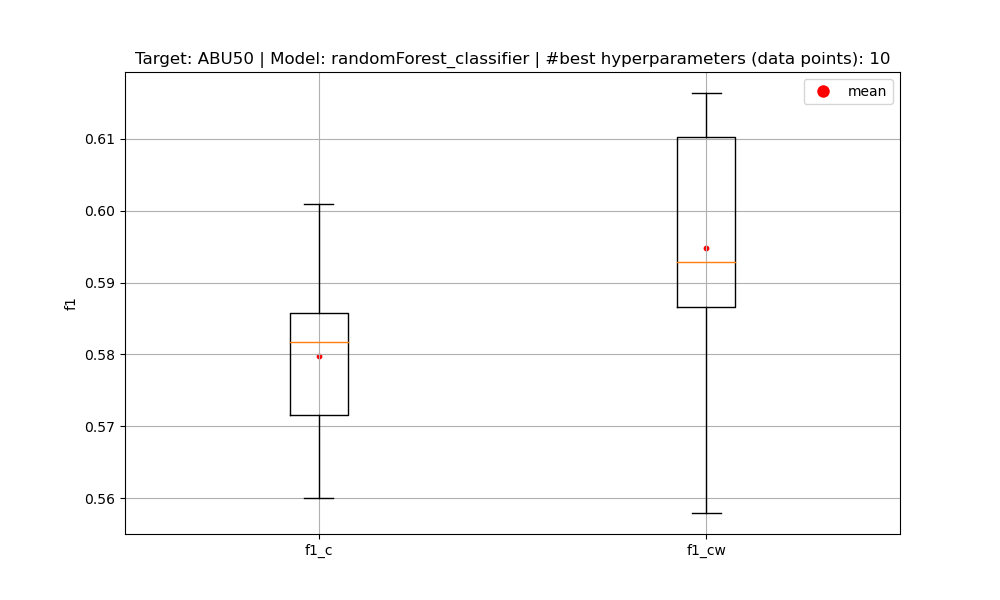 Target: ABU50 | Model: randomForest_classifier | #best hyperparameters (data points): 10
mean
0.61
0.60
0.59
0.58
0.57
0.56
f1
f1_c
f1_cw